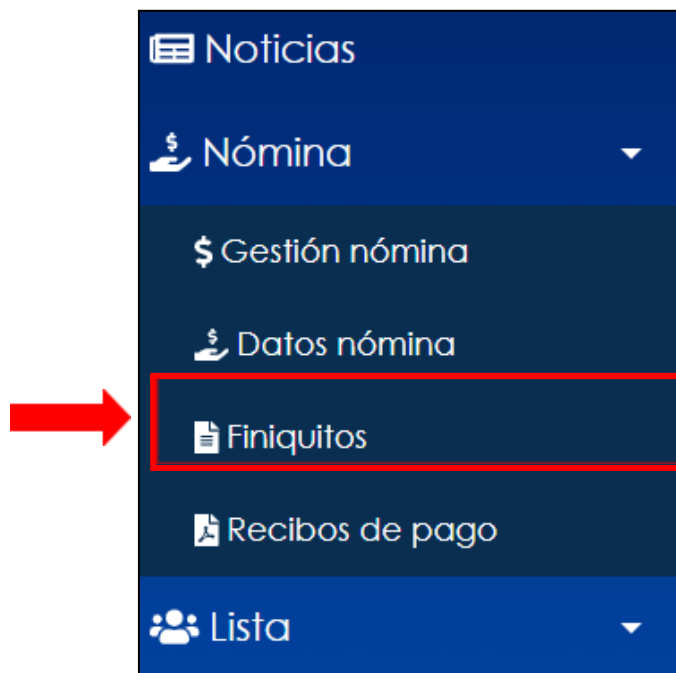 Noticias
Nómina
$ Gestión nómina
Datos nómina
Finiquitos
Recibos de pago
Lista